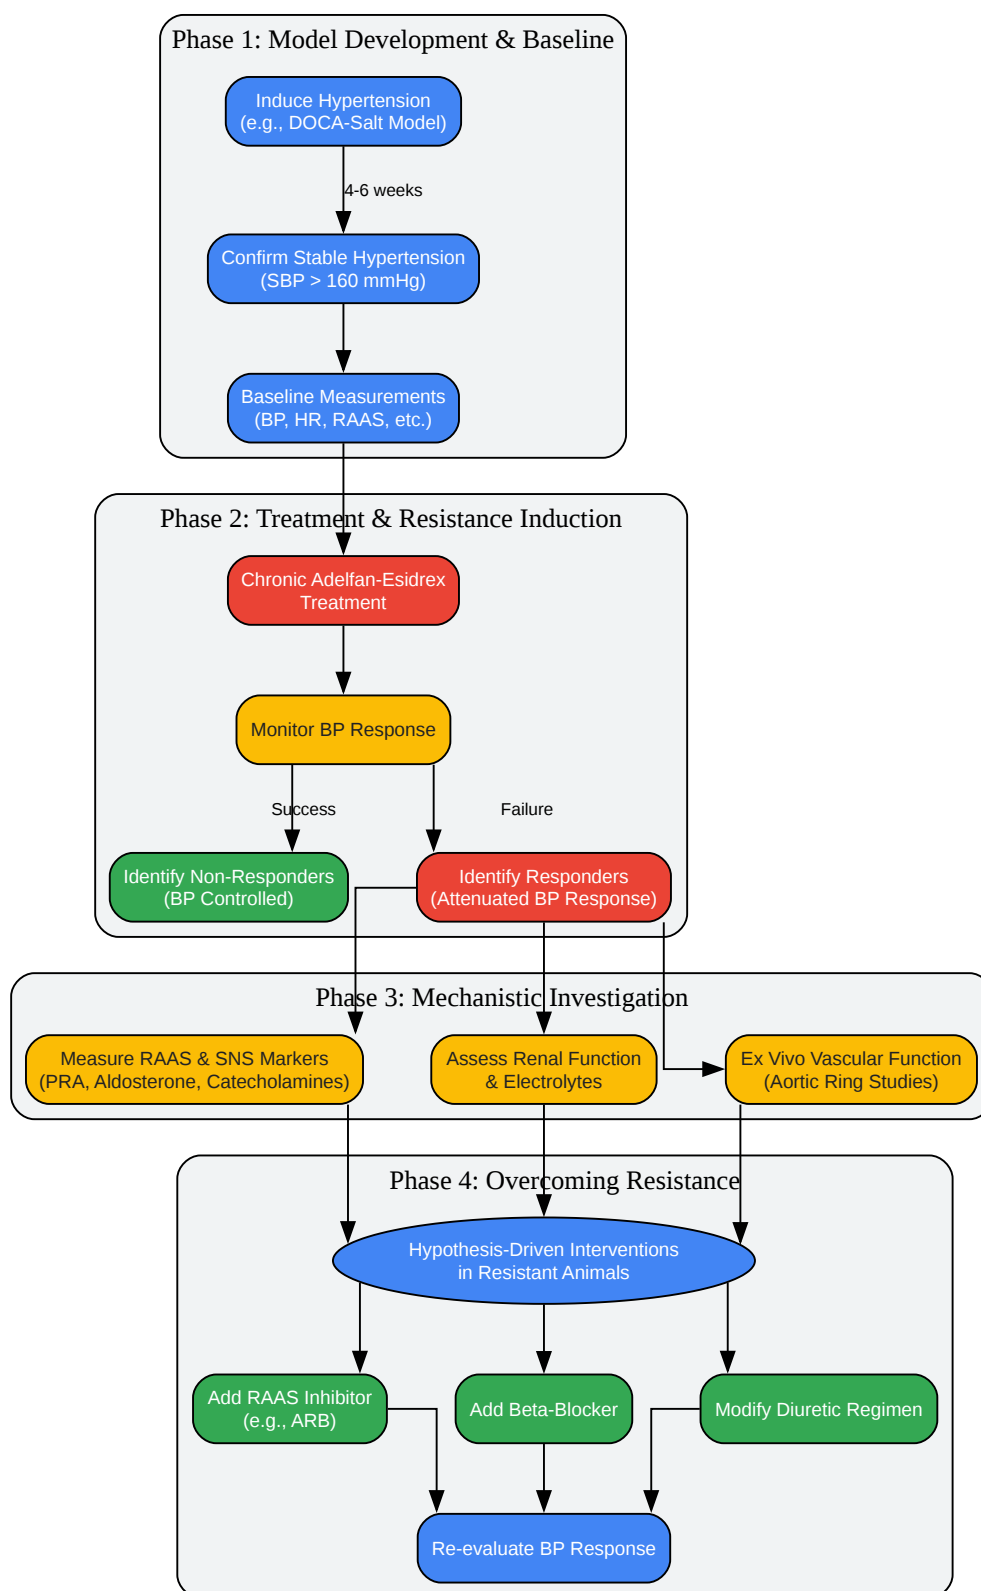 Phase 1: Model Development & Baseline
Induce Hypertension
(e.g., DOCA-Salt Model)
4-6 weeks
Confirm Stable Hypertension
(SBP > 160 mmHg)
Baseline Measurements
(BP, HR, RAAS, etc.)
Phase 2: Treatment & Resistance Induction
Chronic Adelfan-Esidrex
Treatment
Monitor BP Response
Success
Failure
Identify Non-Responders
(BP Controlled)
Identify Responders
(Attenuated BP Response)
Phase 3: Mechanistic Investigation
Measure RAAS & SNS Markers
(PRA, Aldosterone, Catecholamines)
Assess Renal Function
& Electrolytes
Ex Vivo Vascular Function
(Aortic Ring Studies)
Phase 4: Overcoming Resistance
Hypothesis-Driven Interventions
in Resistant Animals
Add RAAS Inhibitor
(e.g., ARB)
Add Beta-Blocker
Modify Diuretic Regimen
Re-evaluate BP Response